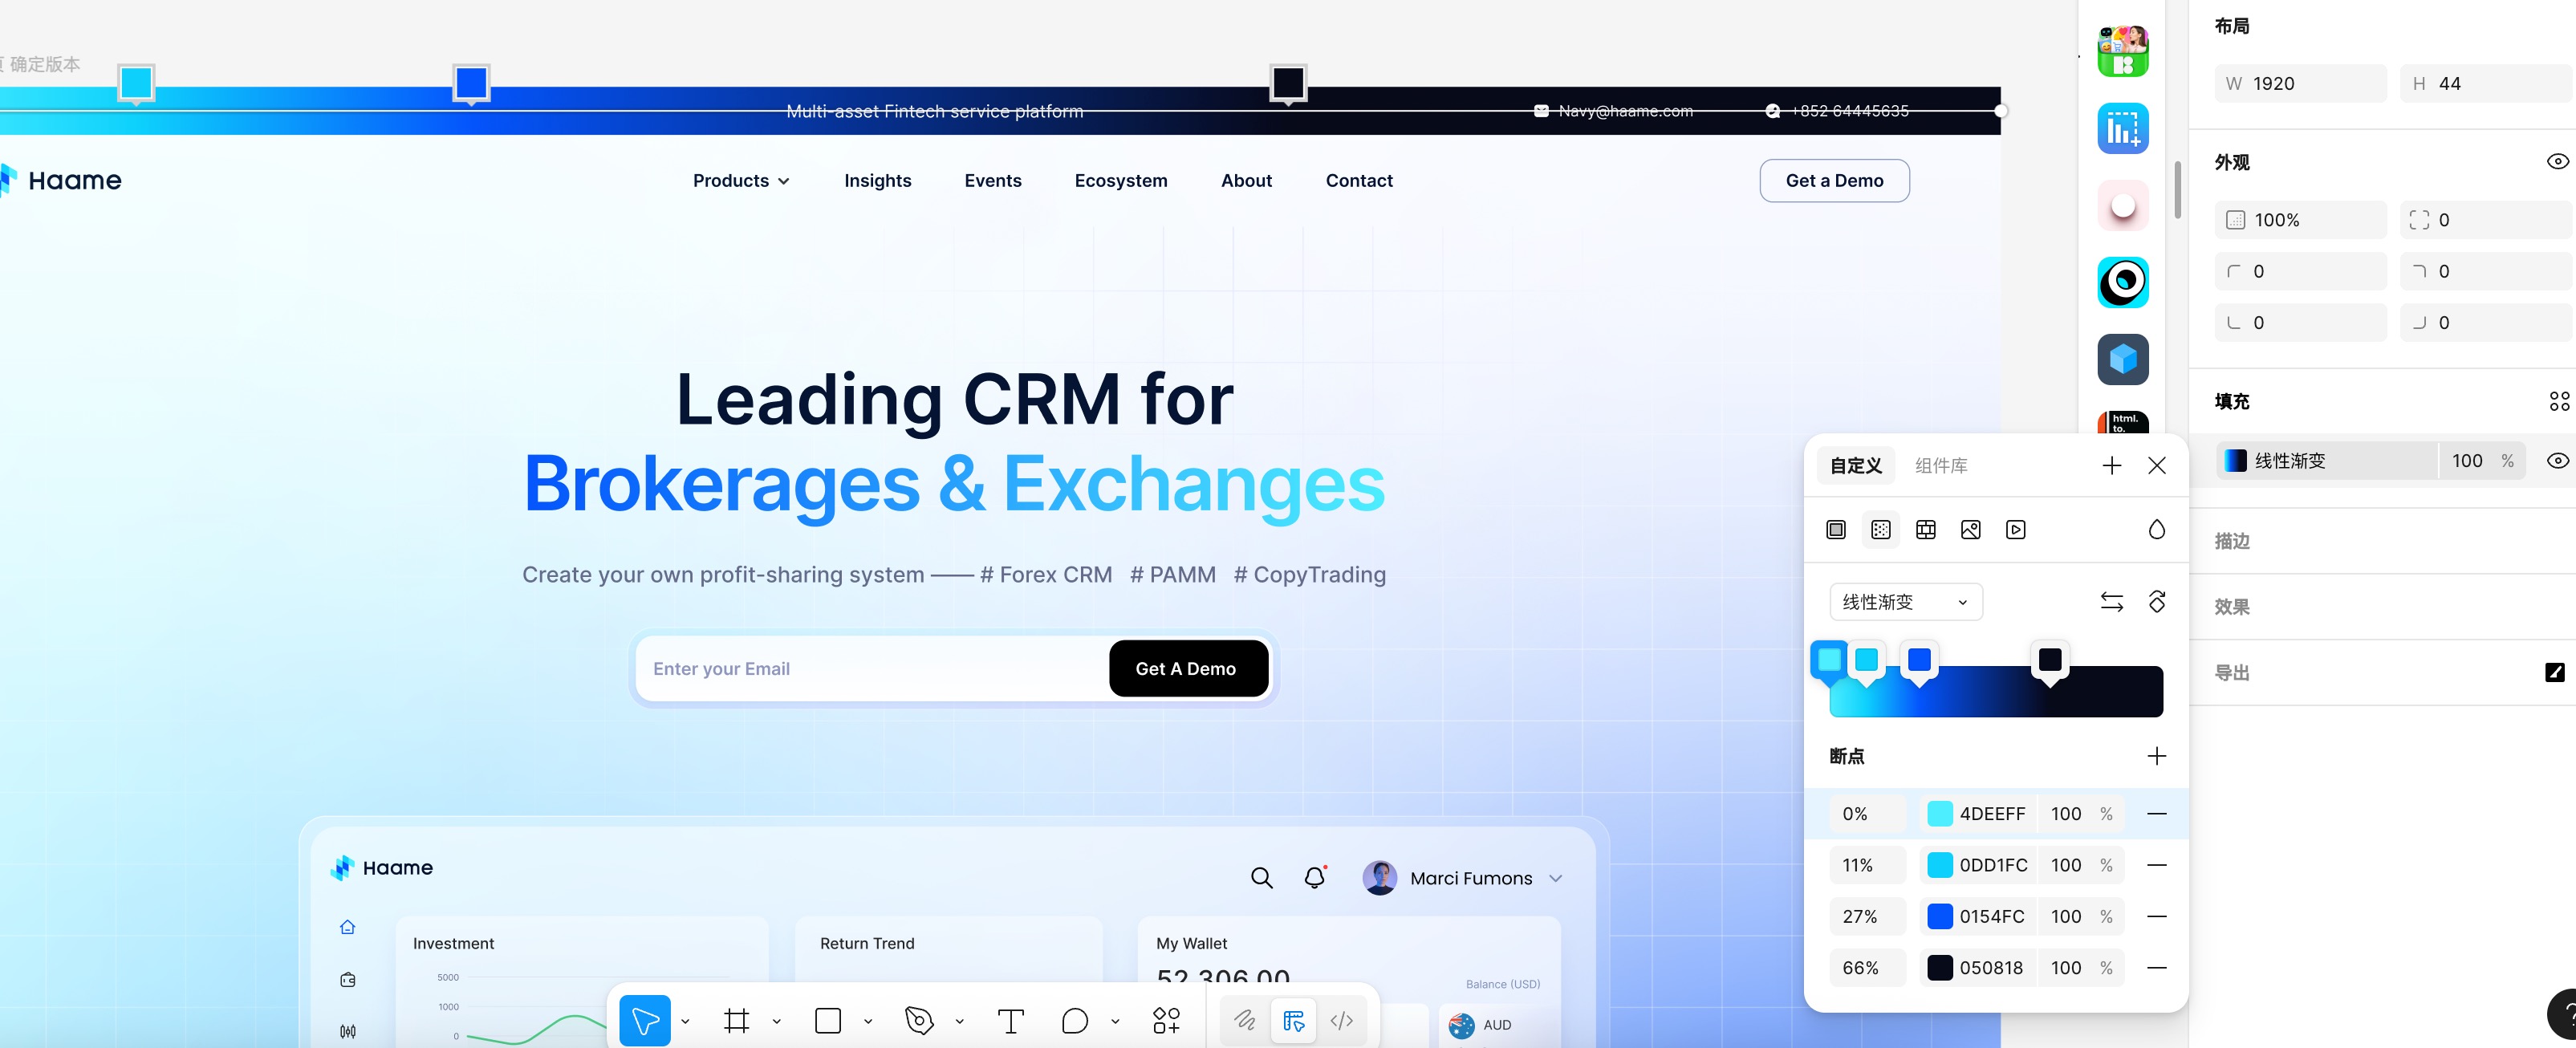 确定版本
Multi-asset Fintech service platform
Navy@haame.com
+852 64445635
Haame
Products
Insights
Events
Ecosystem
About
Contact
Get a Demo
Leading CRM for
Brokerages & Exchanges
Create your own profit-sharing system —— # Forex CRM # PAMM # CopyTrading
Enter your Email
Get A Demo
Haame
Marci Fumons
Investment
5000
1000
0
Return Trend
My Wallet
52,306.00
Balance (USD)
AUD
html.
to.
布局
W 1920
H 44
外观
100%
0
0
0
0
0
填充
线性渐变
100 %
描边
效果
导出
自定义
组件库
线性渐变
断点
0% 4DEEFF 100 %
11% 0DD1FC 100 %
27% 0154FC 100 %
66% 050818 100 %
?